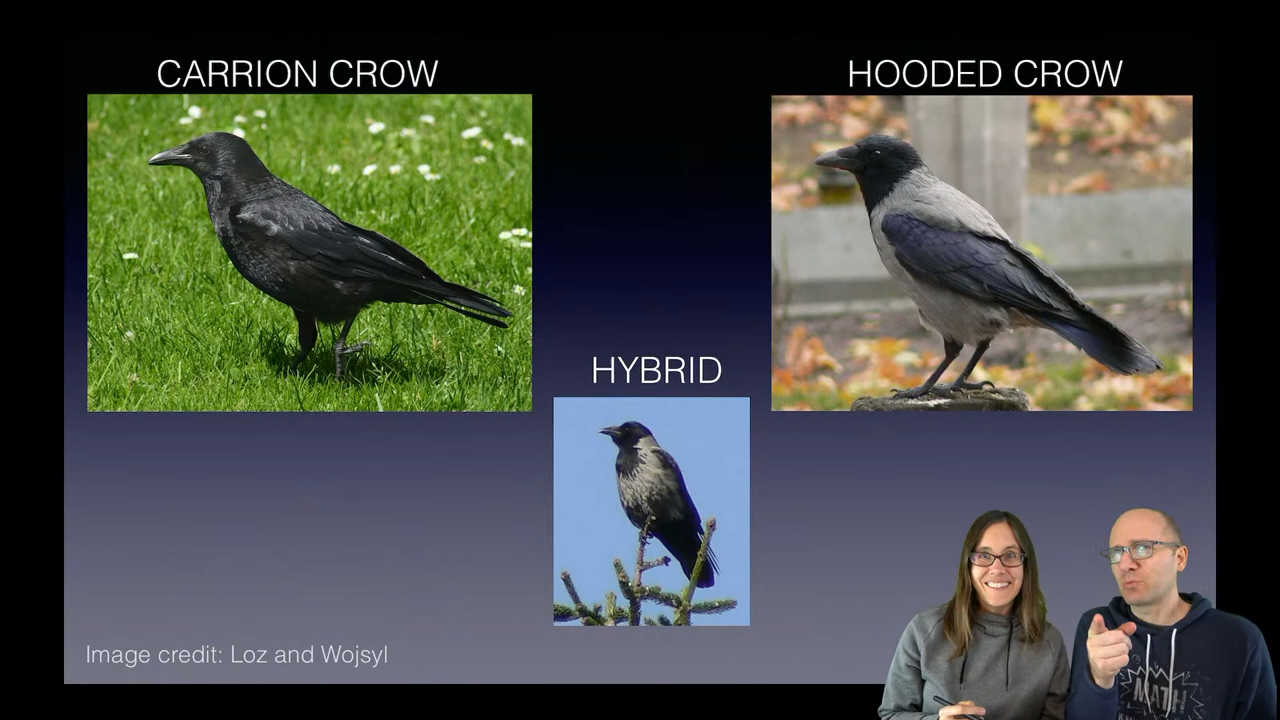 CARRION CROW
HOODED CROW
HYBRID
Image credit: Loz and Wojsyl
MATH